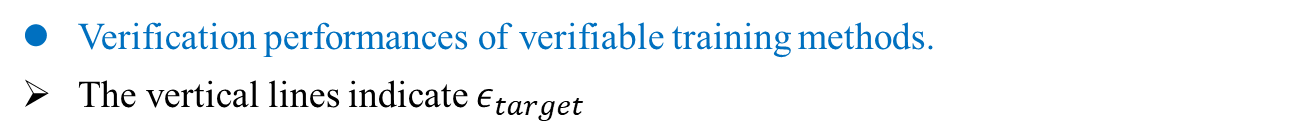 ● Verification performances of verifiable training methods.
➢ The vertical lines indicate ϵ_target